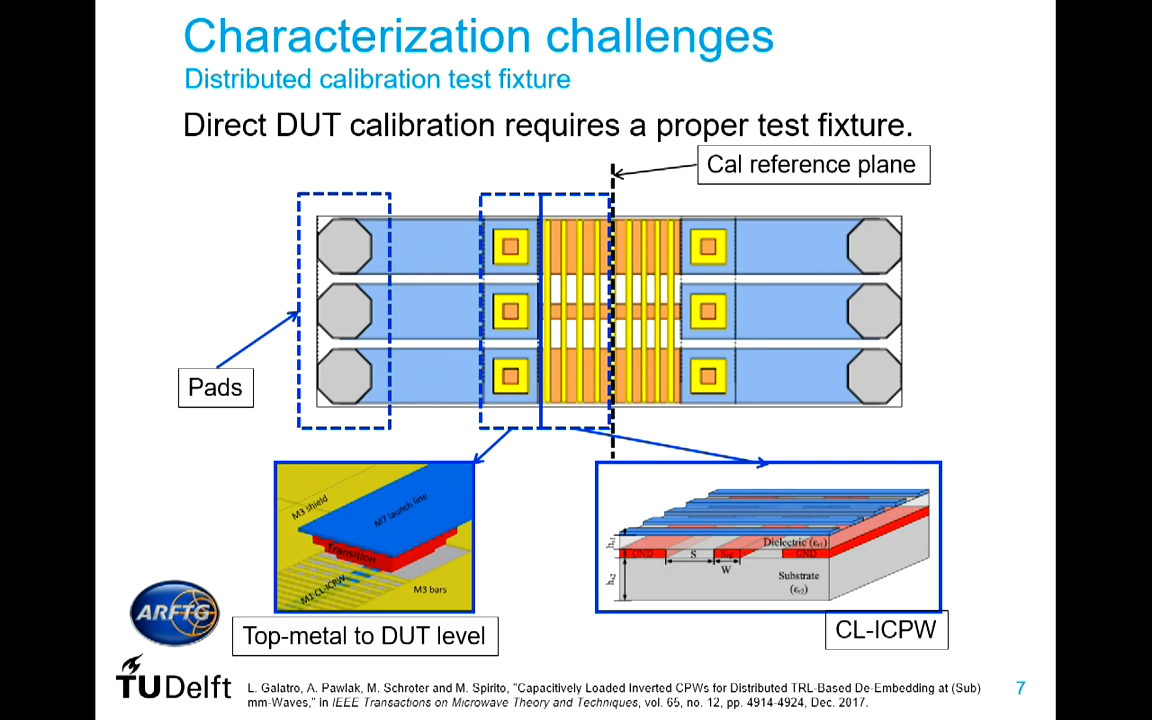 Characterization challenges
Distributed calibration test fixture
Direct DUT calibration requires a proper test fixture.
Cal reference plane
Pads
M3 shield
M7 launch line
Transition
M1-CL-ICPW
M3 bars
Top-metal to DUT level
Dielectric (εr1)
GND
S
Sig
GND
W
hs1
hs2
Substrate
(εr2)
CL-ICPW
ARFTG
TUDelft
L. Galatro, A. Pawlak, M. Schroter and M. Spirito, "Capacitively Loaded Inverted CPWs for Distributed TRL-Based De-Embedding at (Sub)
mm-Waves," in IEEE Transactions on Microwave Theory and Techniques, vol. 65, no. 12, pp. 4914-4924, Dec. 2017.
7